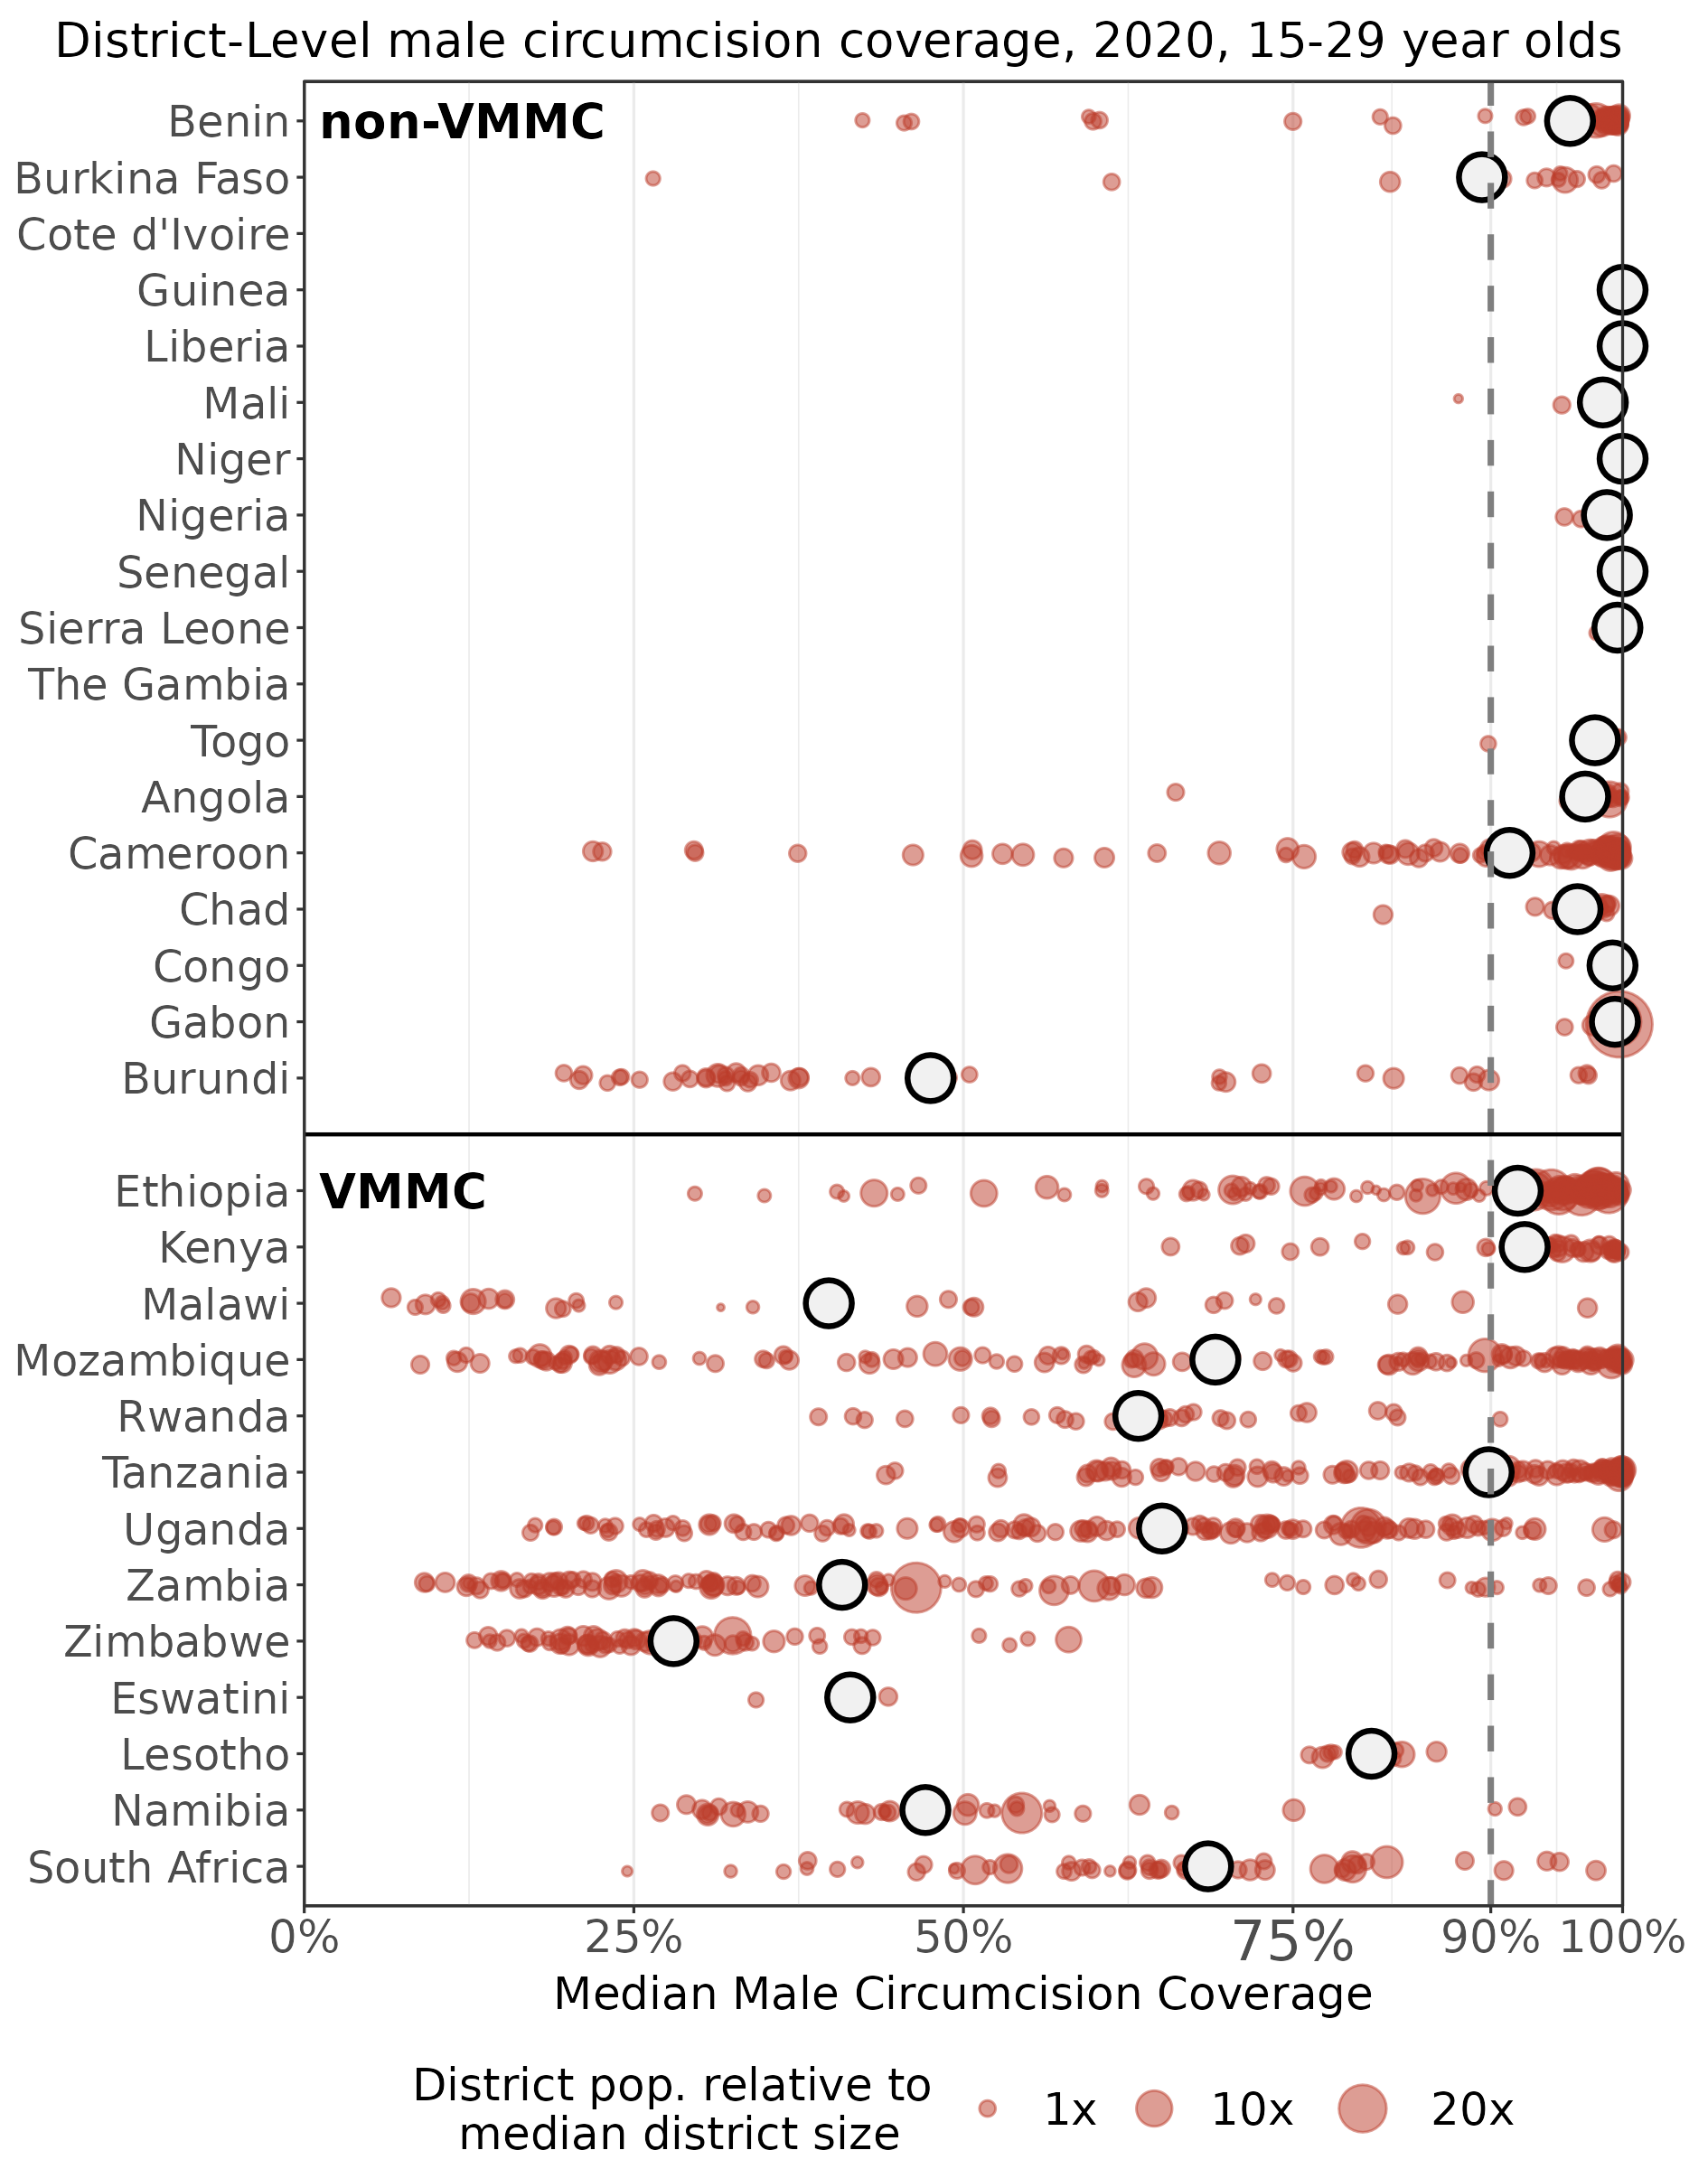 District-Level male circumcision coverage, 2020, 15-29 year olds
non-VMMC
Benin
Burkina Faso
Cote d'Ivoire
Guinea
Liberia
Mali
Niger
Nigeria
Senegal
Sierra Leone
The Gambia
Togo
Angola
Cameroon
Chad
Congo
Gabon
Burundi
VMMC
Ethiopia
Kenya
Malawi
Mozambique
Rwanda
Tanzania
Uganda
Zambia
Zimbabwe
Eswatini
Lesotho
Namibia
South Africa
0% 25% 50% 75% 90% 100%
Median Male Circumcision Coverage
District pop. relative to
median district size
1x 10x 20x